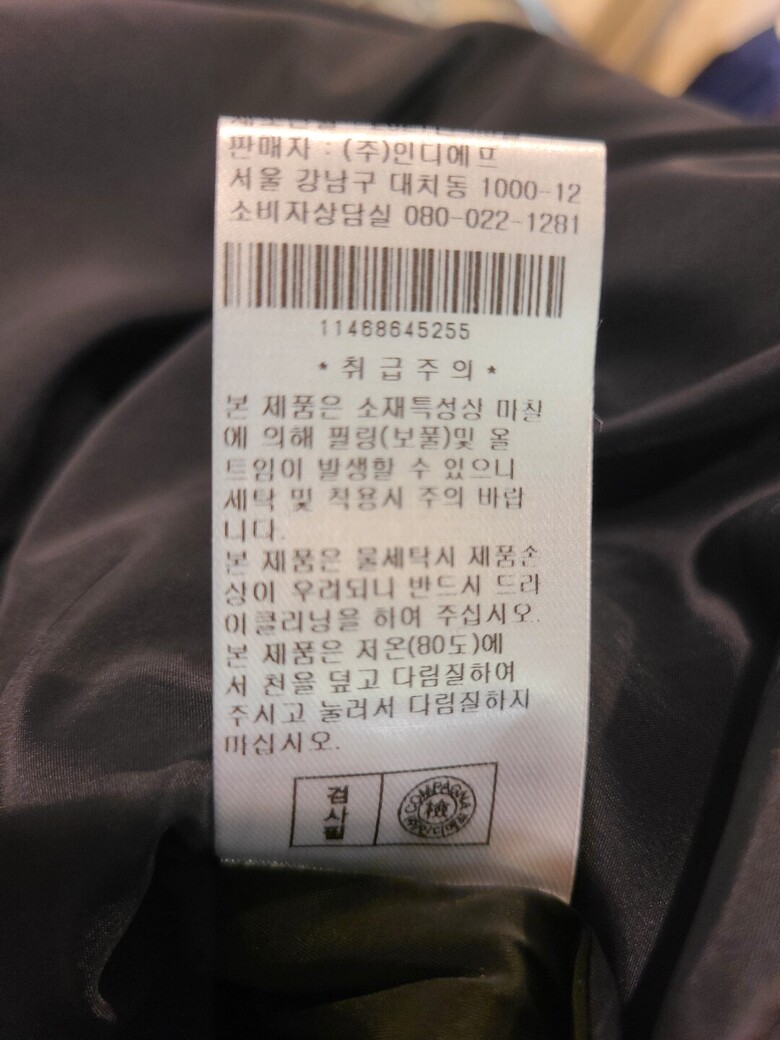 판매자 : (주)인디에프
서울 강남구 대치동 1000-12
소비자상담실 080-022-1281
11468645255
*취급주의*
본 제품은 소재특성상 마찰
에 의해 필링(보풀)및 올
트임이 발생할 수 있으니
세탁 및 착용시 주의 바랍
니다.
본 제품은 물세탁시 제품손
상이 우려되니 반드시 드라
이클리닝을 하여 주십시오.
본 제품은 저온(80도)에
서 천을 덮고 다림질하여
주시고 눌러서 다림질하지
마십시오.
검사필
COMPAGNA
檢
(주)인디에프